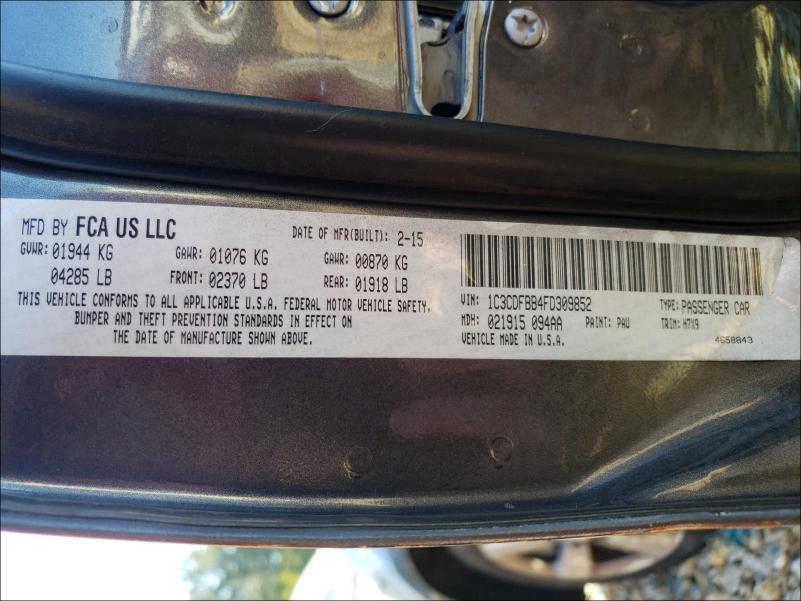 MFD BY FCA US LLC DATE OF MFR(BUILT): 2-15
GVWR: 01944 KG GAWR: 01076 KG GAWR: 00870 KG
04285 LB FRONT: 02370 LB REAR: 01918 LB
THIS VEHICLE CONFORMS TO ALL APPLICABLE U.S.A. FEDERAL MOTOR VEHICLE SAFETY,
BUMPER AND THEFT PREVENTION STANDARDS IN EFFECT ON
THE DATE OF MANUFACTURE SHOWN ABOVE.
VIN: 1C3CDFBB4FD309852 TYPE: PASSENGER CAR
MDH: 021915 094AA PAINT: PAU TRIM: H7X9
VEHICLE MADE IN U.S.A. 4658843